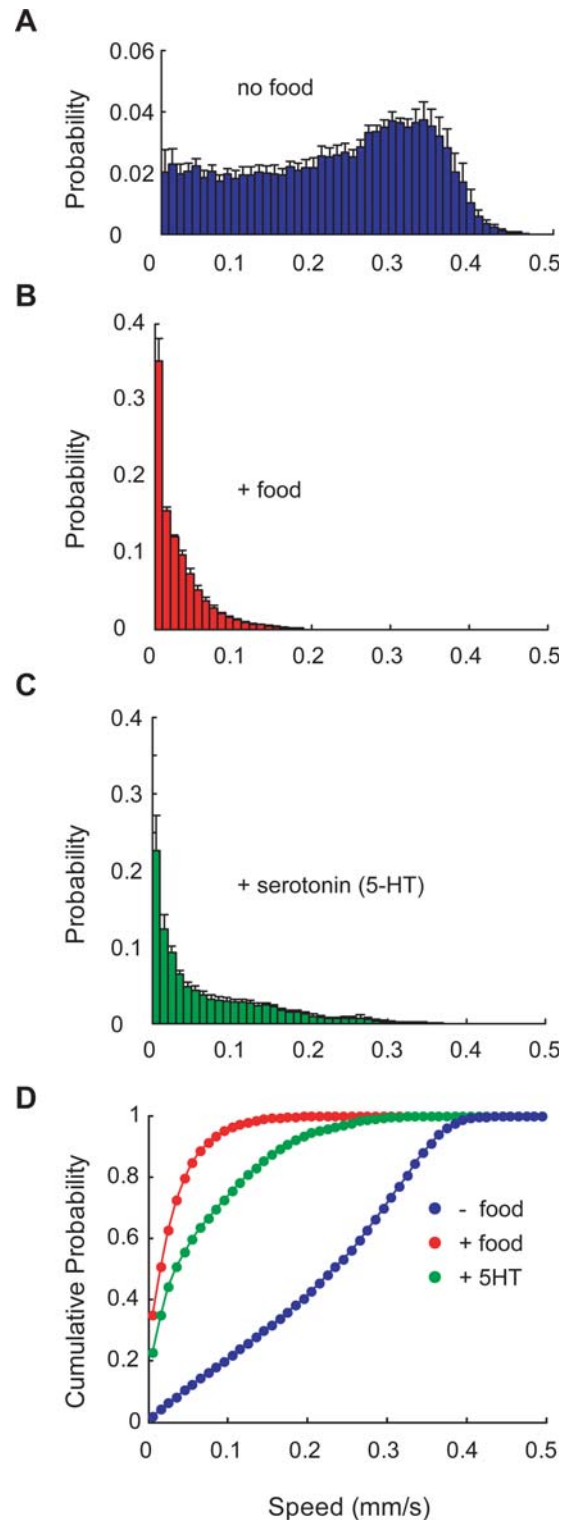 A
0.06
0.04
0.02
0
Probability
no food
0 0.1 0.2 0.3 0.4 0.5
B
0.4
0.3
0.2
0.1
0
Probability
+ food
0 0.1 0.2 0.3 0.4 0.5
C
0.4
0.3
0.2
0.1
0
Probability
+ serotonin (5-HT)
0 0.1 0.2 0.3 0.4 0.5
D
1
0.8
0.6
0.4
0.2
0
Cumulative Probability
- food
+ food
+ 5HT
0 0.1 0.2 0.3 0.4 0.5
Speed (mm/s)